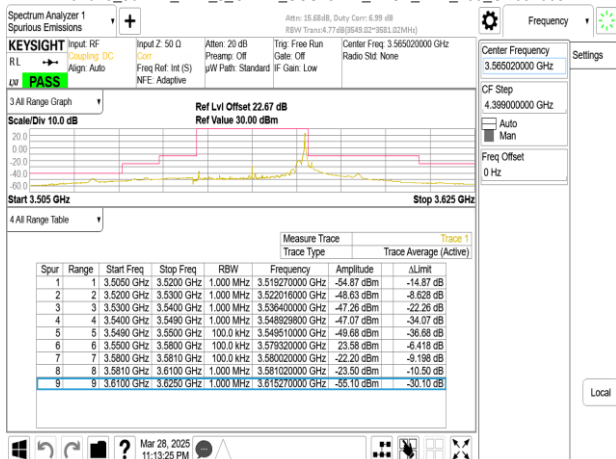 Spectrum Analyzer 1
Spurious Emissions
Attn: 15.68dB, Duty Corr: 6.99 dB
RBW Trans:4.77dB(3549.02~3581.02MHz)
Frequency
KEYSIGHT
RL
PASS
Input: RF
Coupling: DC
Align: Auto
Input Z: 50 Ω
Corr
Freq Ref: Int (S)
NFE: Adaptive
Atten: 20 dB
Preamp: Off
µW Path: Standard
Trig: Free Run
Gate: Off
IF Gain: Low
Center Freq: 3.565020000 GHz
Radio Std: None
Center Frequency
3.565020000 GHz
Settings
CF Step
4.399000000 GHz
Auto
Man
Freq Offset
0 Hz
3 All Range Graph
Scale/Div 10.0 dB
Ref Lvl Offset 22.67 dB
Ref Value 30.00 dBm
20.0
0.00
-20.0
-40.0
-60.0
Start 3.505 GHz
Stop 3.625 GHz
4 All Range Table
Measure Trace Trace 1
Trace Type Trace Average (Active)
Spur Range Start Freq Stop Freq RBW Frequency Amplitude ΔLimit
1 1 3.5050 GHz 3.5200 GHz 1.000 MHz 3.519270000 GHz -54.87 dBm -14.87 dB
2 2 3.5200 GHz 3.5300 GHz 1.000 MHz 3.522016000 GHz -48.63 dBm -8.628 dB
3 3 3.5300 GHz 3.5400 GHz 1.000 MHz 3.536400000 GHz -47.26 dBm -22.26 dB
4 4 3.5400 GHz 3.5490 GHz 1.000 MHz 3.548929800 GHz -47.07 dBm -34.07 dB
5 5 3.5490 GHz 3.5500 GHz 100.0 kHz 3.549510000 GHz -49.68 dBm -36.68 dB
6 6 3.5500 GHz 3.5800 GHz 100.0 kHz 3.579320000 GHz 23.58 dBm -6.418 dB
7 7 3.5800 GHz 3.5810 GHz 100.0 kHz 3.580020000 GHz -22.20 dBm -9.198 dB
8 8 3.5810 GHz 3.6100 GHz 1.000 MHz 3.581020000 GHz -23.50 dBm -10.50 dB
9 9 3.6100 GHz 3.6250 GHz 1.000 MHz 3.615270000 GHz -55.10 dBm -30.10 dB
Local
Mar 28, 2025
11:13:25 PM